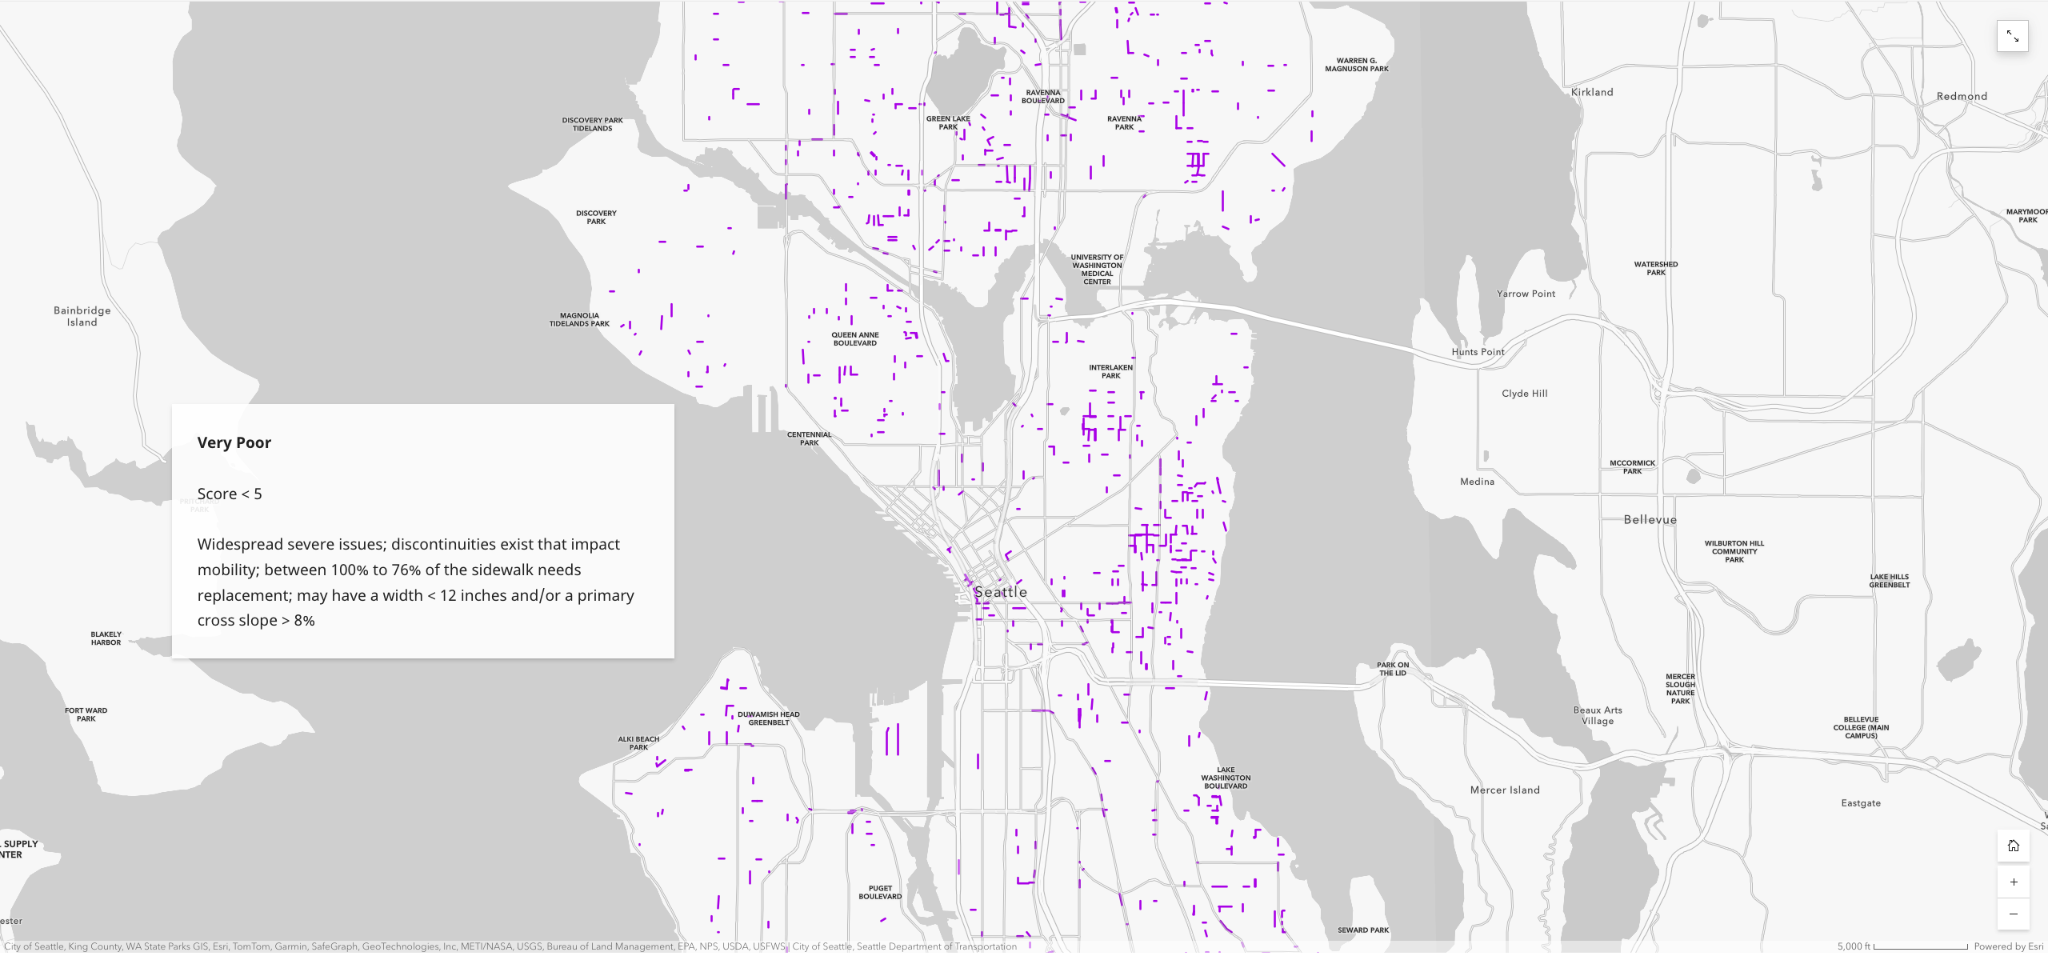 WARREN G.
MAGNUSON PARK
Kirkland
Redmond
RAVENNA
BOULEVARD
DISCOVERY PARK
TIDELANDS
GREEN LAKE
PARK
RAVENNA
PARK
DISCOVERY
PARK
MARYMOOR
PARK
UNIVERSITY OF
WASHINGTON
MEDICAL
CENTER
WATERSHED
PARK
Yarrow Point
Bainbridge
Island
MAGNOLIA
TIDELANDS PARK
QUEEN ANNE
BOULEVARD
Hunts Point
INTERLAKEN
PARK
Clyde Hill
CENTENNIAL
PARK
Very Poor
Score < 5
Widespread severe issues; discontinuities exist that impact
mobility; between 100% to 76% of the sidewalk needs
replacement; may have a width < 12 inches and/or a primary
cross slope > 8%
PARK
MCCORMICK
PARK
Medina
Bellevue
WILBURTON HILL
COMMUNITY
PARK
LAKE HILLS
GREENBELT
Seattle
BLAKELY
HARBOR
PARK ON
THE LID
MERCER
SLOUGH
NATURE
PARK
FORT WARD
PARK
DUWAMISH HEAD
GREENBELT
Beaux Arts
Village
BELLEVUE
COLLEGE (MAIN
CAMPUS)
ALKI BEACH
PARK
LAKE
WASHINGTON
BOULEVARD
Mercer Island
Eastgate
L SUPPLY
NTER
PUGET
BOULEVARD
ester
SEWARD PARK
City of Seattle, King County, WA State Parks GIS, Esri, TomTom, Garmin, SafeGraph, GeoTechnologies, Inc, METI/NASA, USGS, Bureau of Land Management, EPA, NPS, USDA, USFWS | City of Seattle, Seattle Department of Transportation
5,000 ft
Powered by Esri